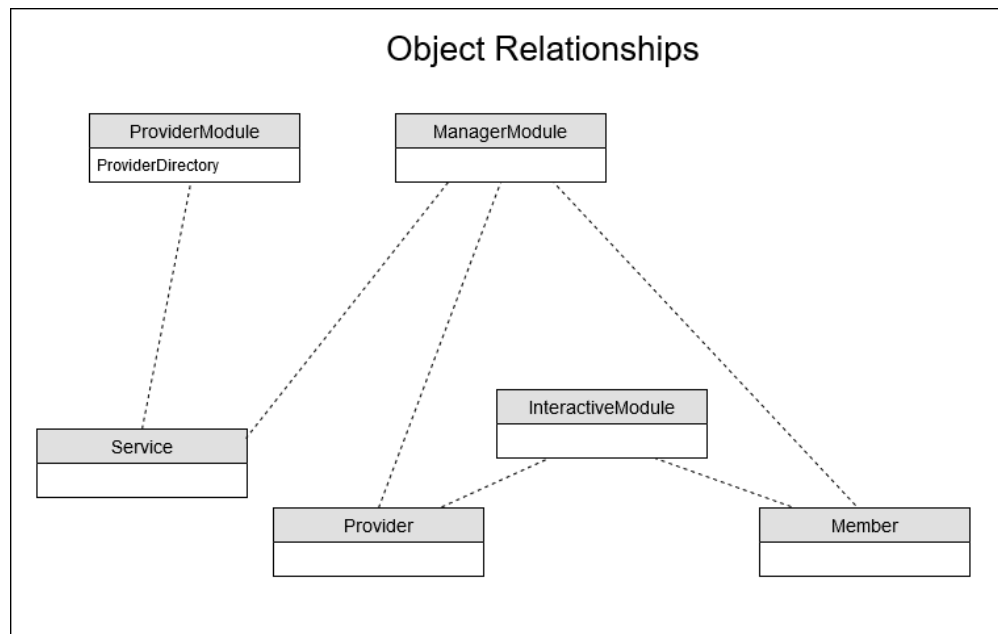 Object Relationships
ProviderModule
ProviderDirectory
ManagerModule
InteractiveModule
Service
Provider
Member